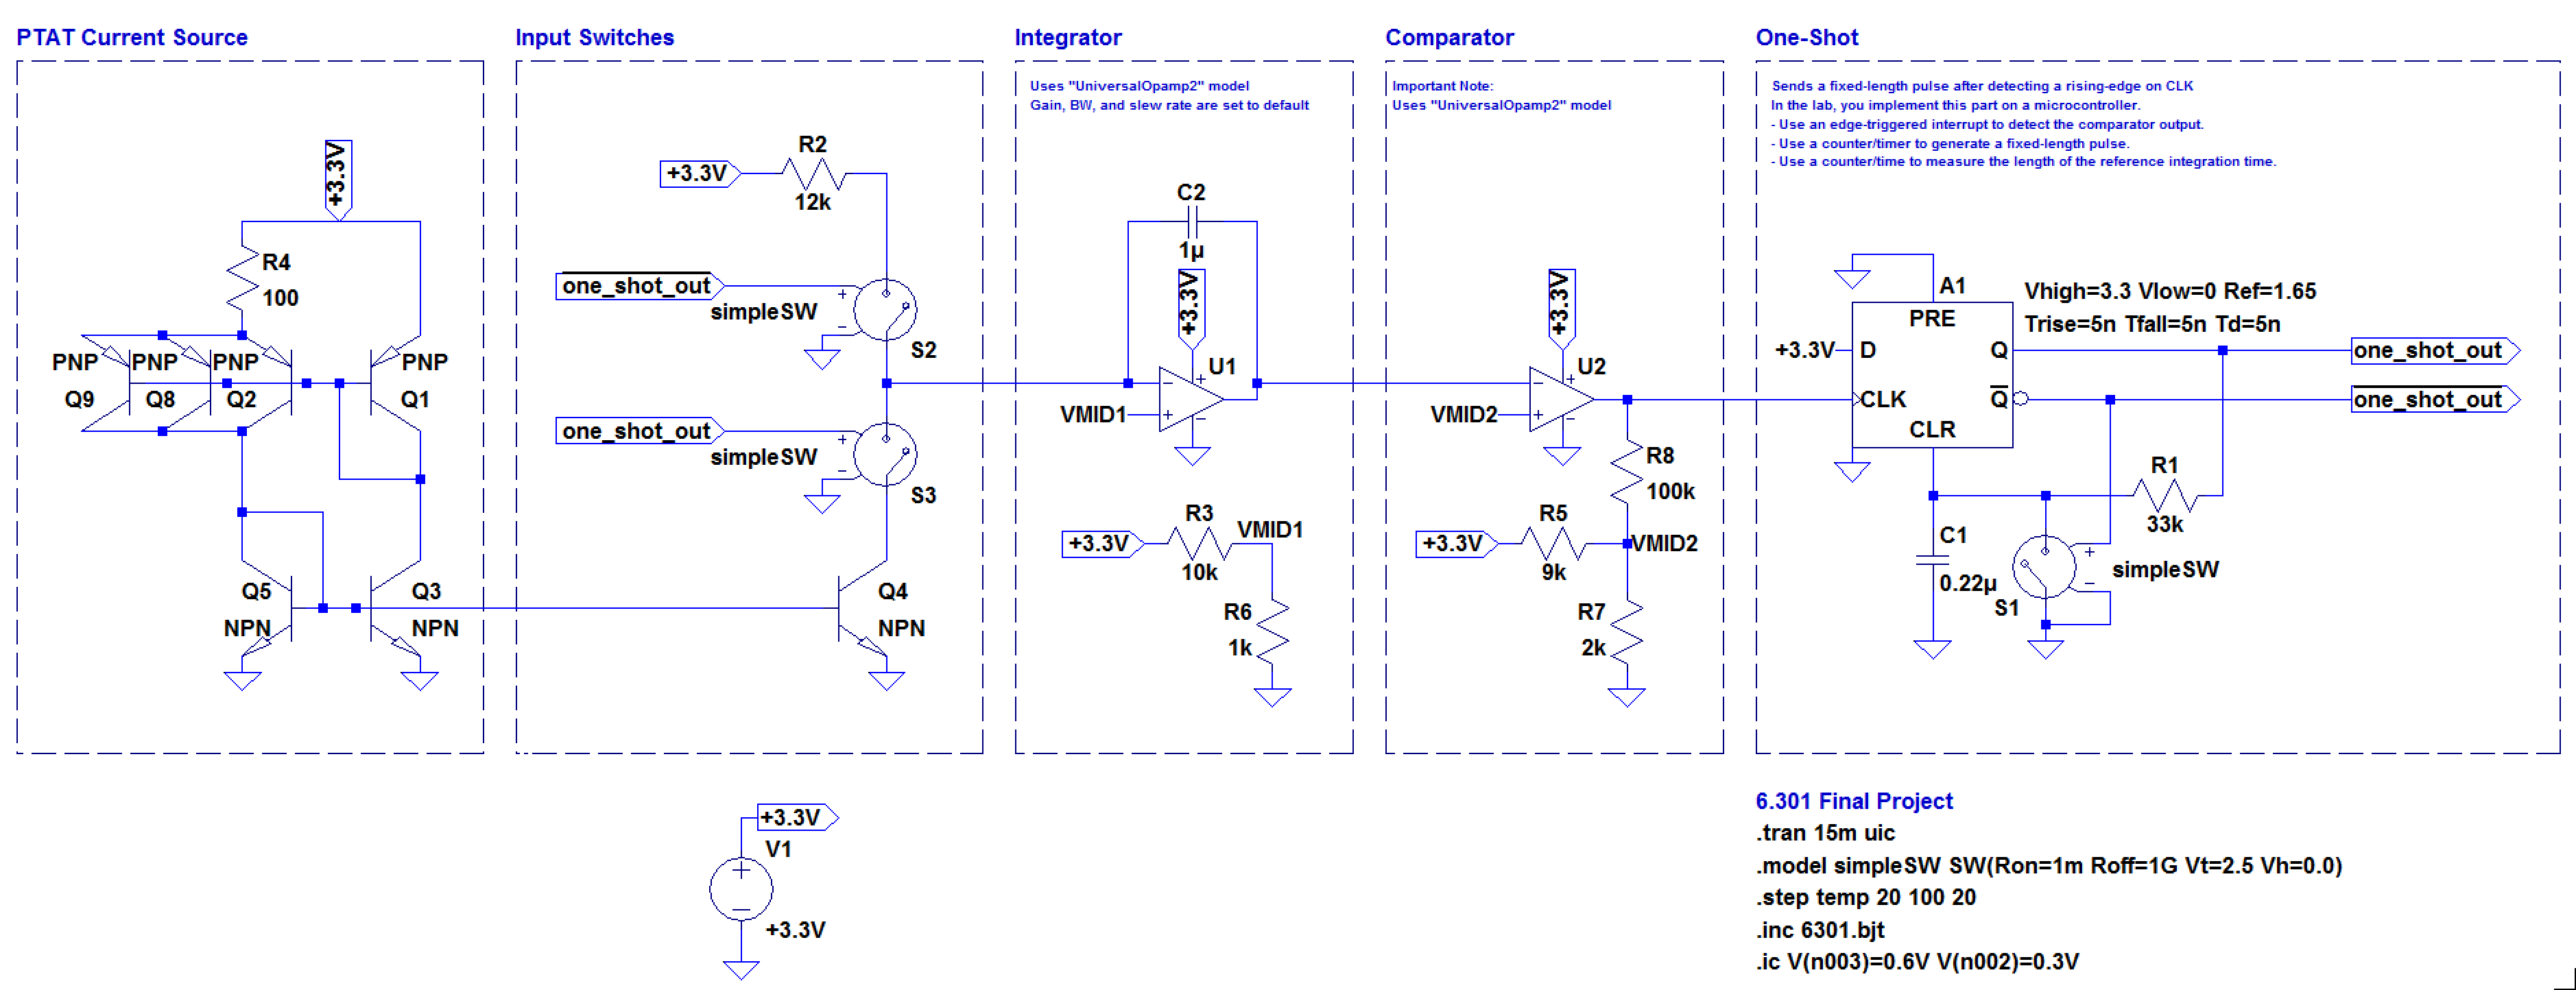 PTAT Current Source
+3.3V
R4
100
PNP
PNP
PNP
PNP
Q9
Q8
Q2
Q1
Q5
NPN
Q3
NPN
Input Switches
+3.3V
R2
12k
one_shot_out
simpleSW
S2
one_shot_out
simpleSW
S3
Q4
NPN
Integrator
Uses "UniversalOpamp2" model
Gain, BW, and slew rate are set to default
C2
1µ
+3.3V
U1
VMID1
+3.3V
R3
10k
VMID1
R6
1k
Comparator
Important Note:
Uses "UniversalOpamp2" model
+3.3V
U2
VMID2
R8
100k
+3.3V
R5
9k
VMID2
R7
2k
One-Shot
Sends a fixed-length pulse after detecting a rising-edge on CLK
In the lab, you implement this part on a microcontroller.
- Use an edge-triggered interrupt to detect the comparator output.
- Use a counter/timer to generate a fixed-length pulse.
- Use a counter/time to measure the length of the reference integration time.
A1
Vhigh=3.3 Vlow=0 Ref=1.65
Trise=5n Tfall=5n Td=5n
PRE
+3.3V
D
Q
one_shot_out
CLK
Q
one_shot_out
CLR
R1
33k
C1
0.22µ
simpleSW
S1
+3.3V
V1
+3.3V
6.301 Final Project
.tran 15m uic
.model simpleSW SW(Ron=1m Roff=1G Vt=2.5 Vh=0.0)
.step temp 20 100 20
.inc 6301.bjt
.ic V(n003)=0.6V V(n002)=0.3V